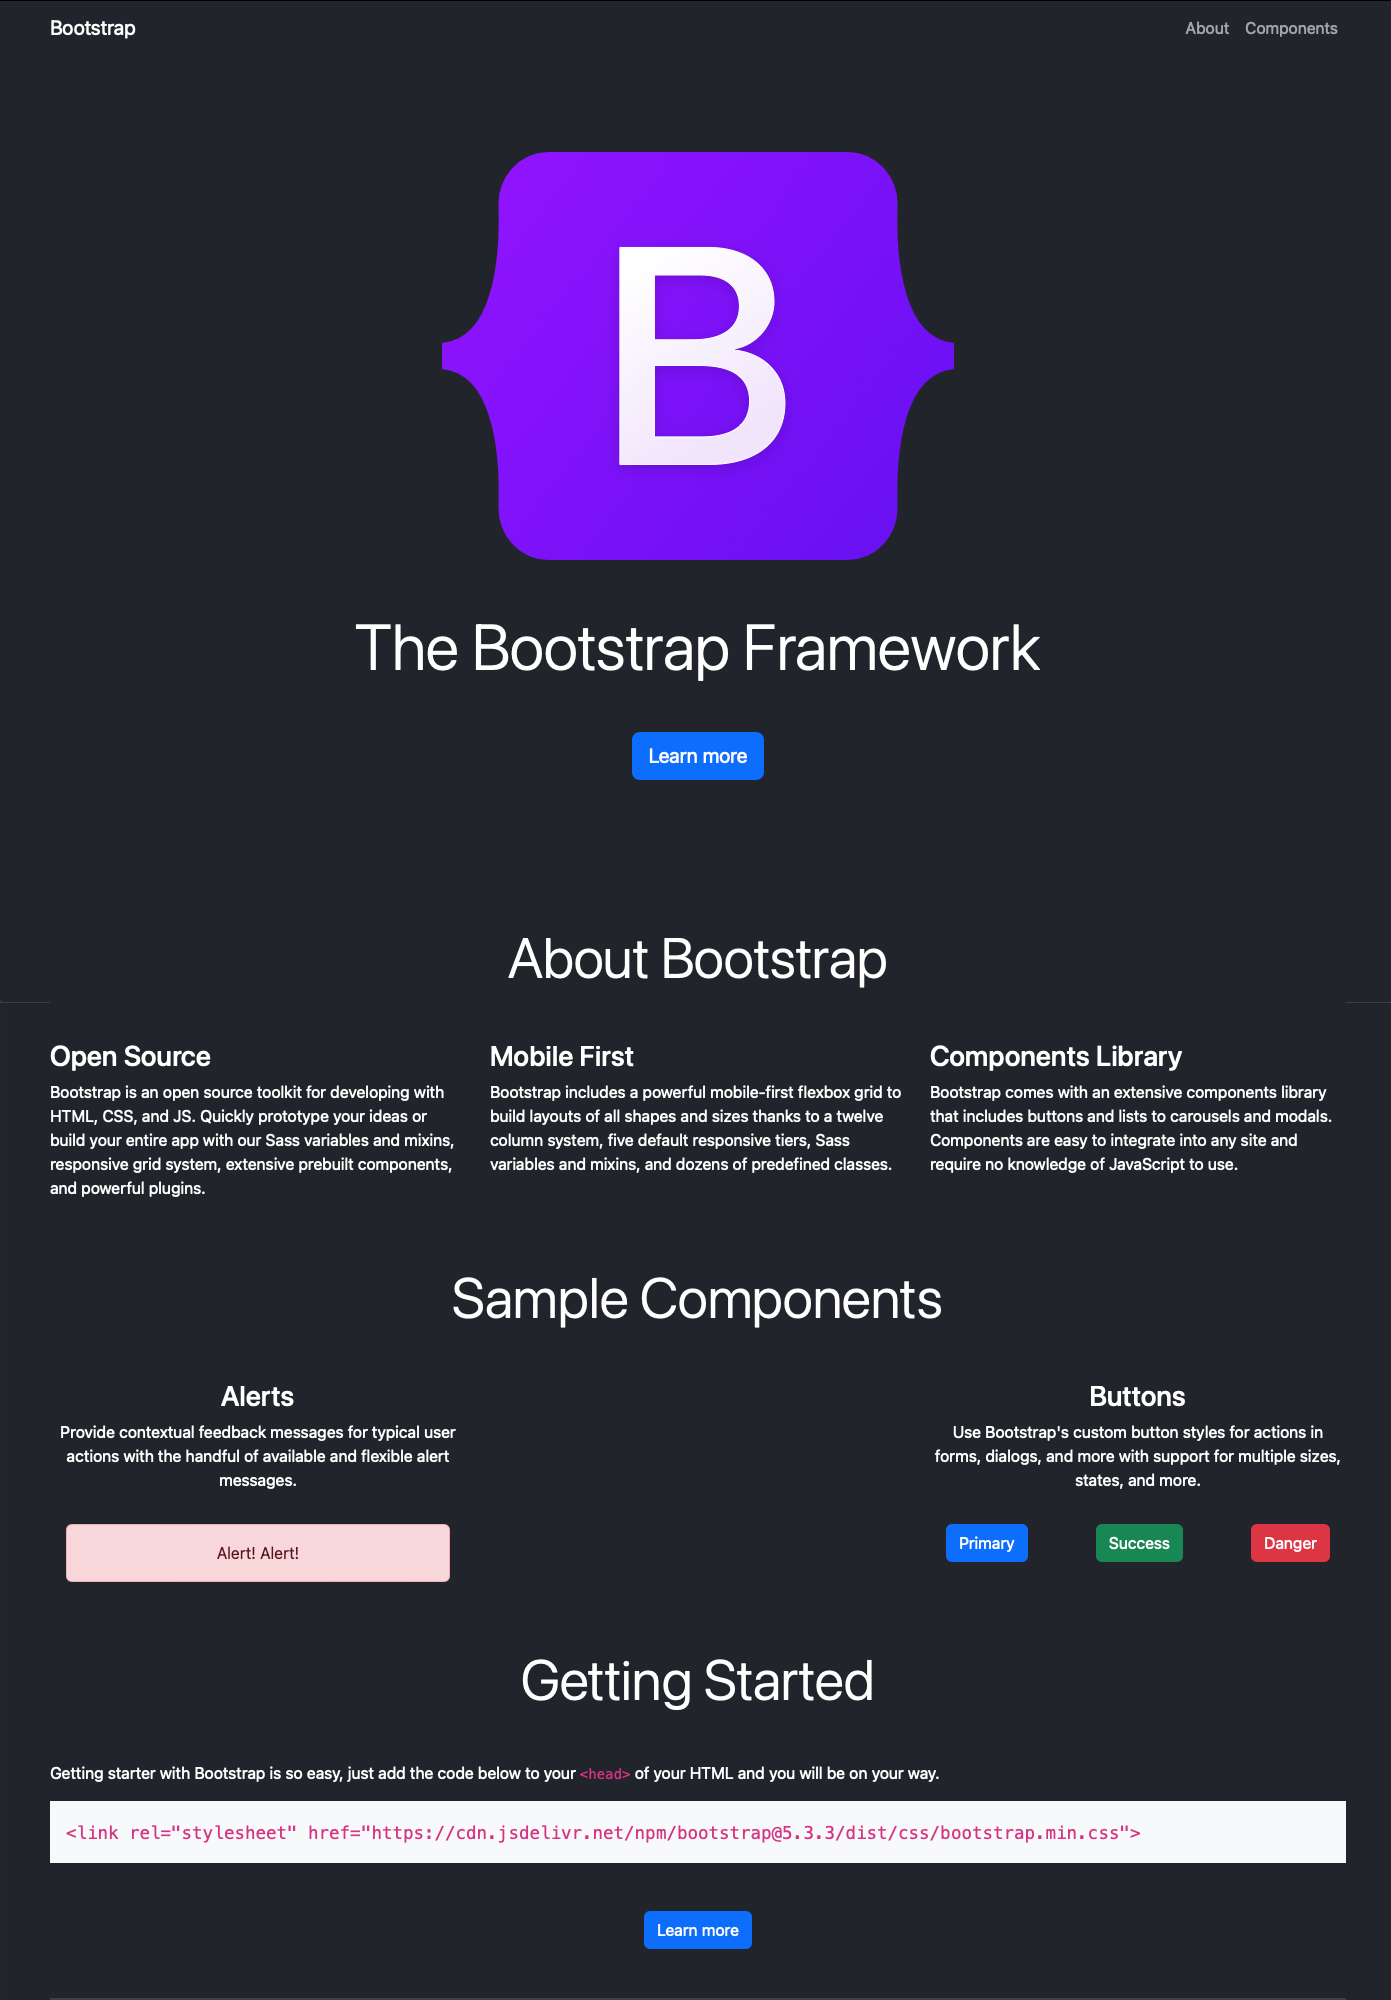 Bootstrap
About Components
B
The Bootstrap Framework
Learn more
About Bootstrap
Open Source
Bootstrap is an open source toolkit for developing with
HTML, CSS, and JS. Quickly prototype your ideas or
build your entire app with our Sass variables and mixins,
responsive grid system, extensive prebuilt components,
and powerful plugins.
Mobile First
Bootstrap includes a powerful mobile-first flexbox grid to
build layouts of all shapes and sizes thanks to a twelve
column system, five default responsive tiers, Sass
variables and mixins, and dozens of predefined classes.
Components Library
Bootstrap comes with an extensive components library
that includes buttons and lists to carousels and modals.
Components are easy to integrate into any site and
require no knowledge of JavaScript to use.
Sample Components
Alerts
Provide contextual feedback messages for typical user
actions with the handful of available and flexible alert
messages.
Alert! Alert!
Buttons
Use Bootstrap's custom button styles for actions in
forms, dialogs, and more with support for multiple sizes,
states, and more.
Primary Success Danger
Getting Started
Getting starter with Bootstrap is so easy, just add the code below to your <head> of your HTML and you will be on your way.
<link rel="stylesheet" href="https://cdn.jsdelivr.net/npm/bootstrap@5.3.3/dist/css/bootstrap.min.css">
Learn more